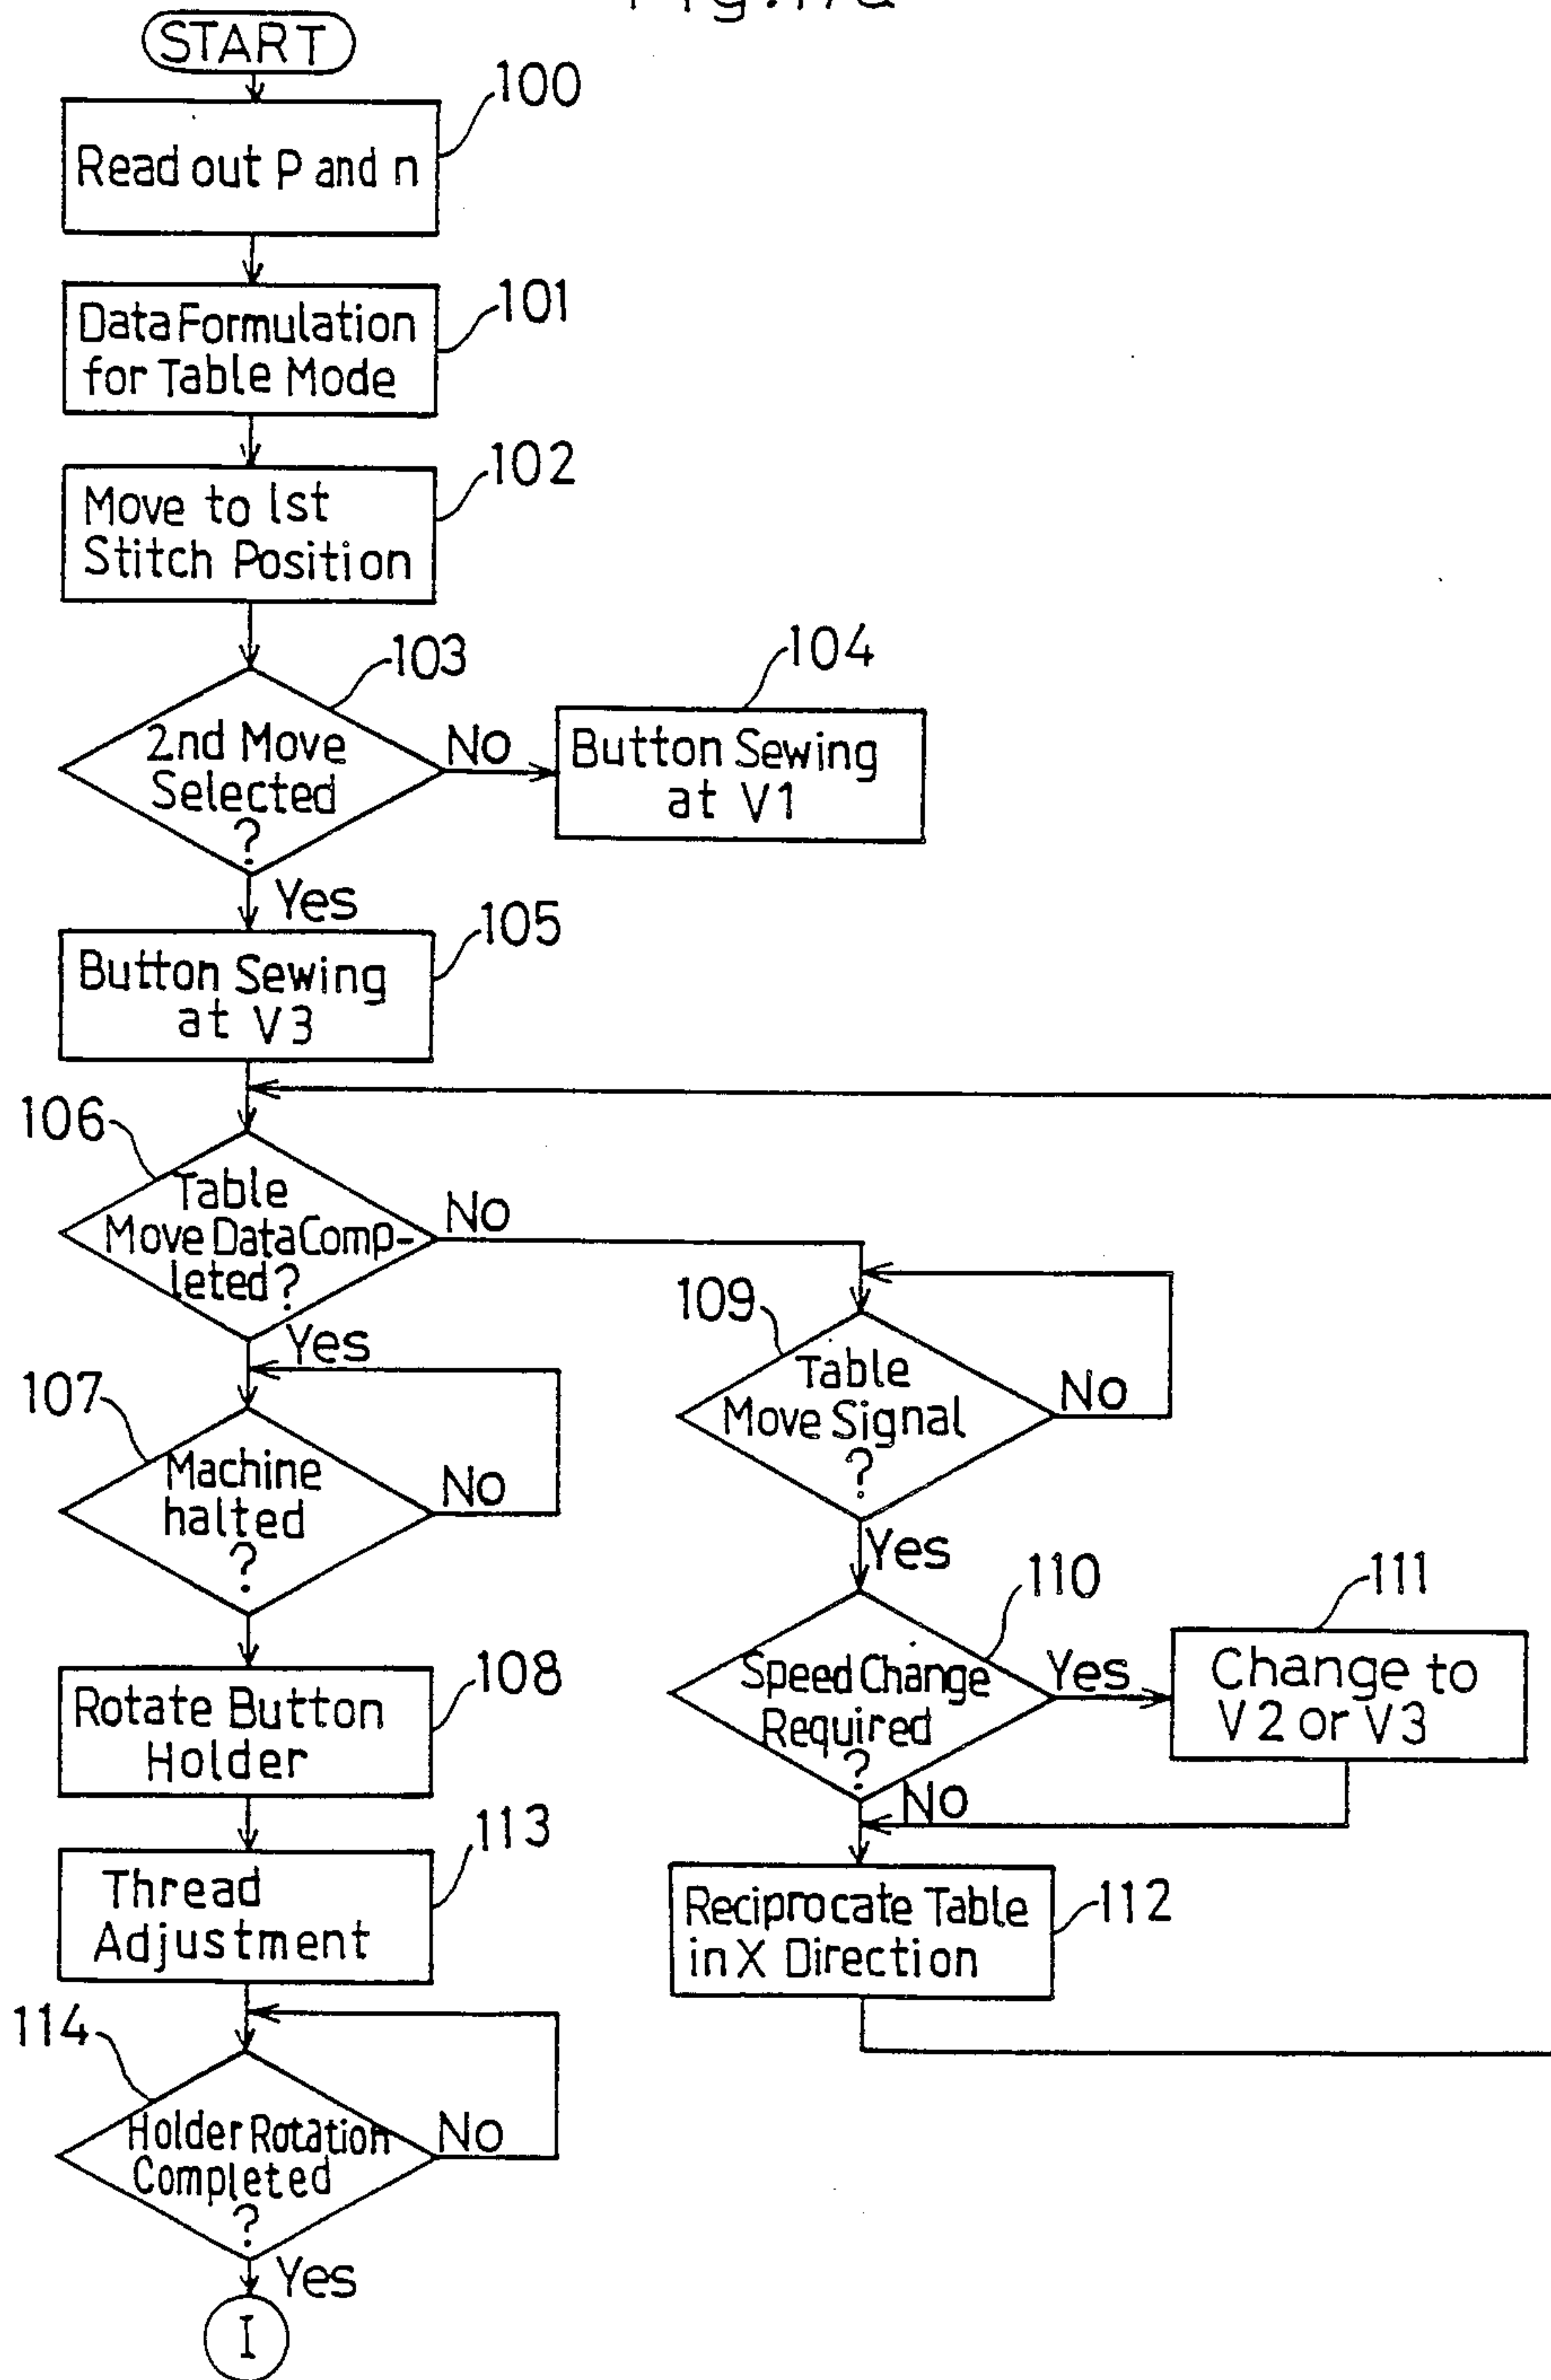 START
100
Read out P and n
101
Data Formulation
for Table Mode
102
Move to 1st
Stitch Position
103
2nd Move
Selected
?
No
104
Button Sewing
at V1
Yes
105
Button Sewing
at V3
106
Table
Move Data Comp-
leted?
No
Yes
107
Machine
halted
?
No
108
Rotate Button
Holder
109
Table
Move Signal
?
No
Yes
110
Speed Change
Required
?
Yes
111
Change to
V2 or V3
No
112
Reciprocate Table
in X Direction
113
Thread
Adjustment
114
Holder Rotation
Completed
?
No
Yes
I